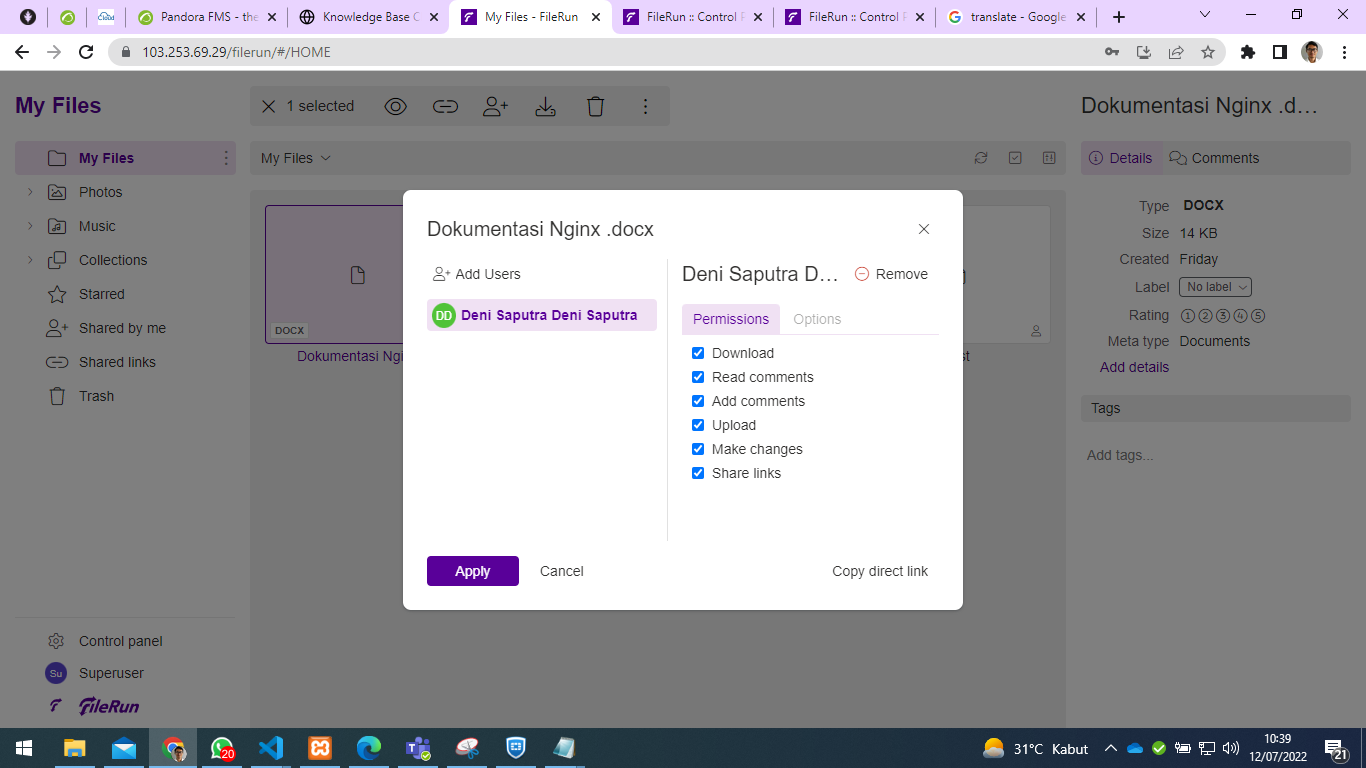 Pandora FMS - the
Knowledge Base C
My Files - FileRun
FileRun :: Control P
FileRun :: Control P
translate - Google
103.253.69.29/filerun/#/HOME
My Files
1 selected
Dokumentasi Nginx .d…
My Files
Photos
Music
Collections
Starred
Shared by me
Shared links
Trash
My Files
DOCX
Dokumentasi Ngi
Dokumentasi Nginx .docx
Add Users
DD Deni Saputra Deni Saputra
Deni Saputra D…
Remove
Permissions
Options
Download
Read comments
Add comments
Upload
Make changes
Share links
Apply
Cancel
Copy direct link
st
Details
Comments
Type DOCX
Size 14 KB
Created Friday
Label No label
Rating 1 2 3 4 5
Meta type Documents
Add details
Tags
Add tags...
Control panel
Su Superuser
FileRun
20
31°C Kabut
10:39
12/07/2022
21